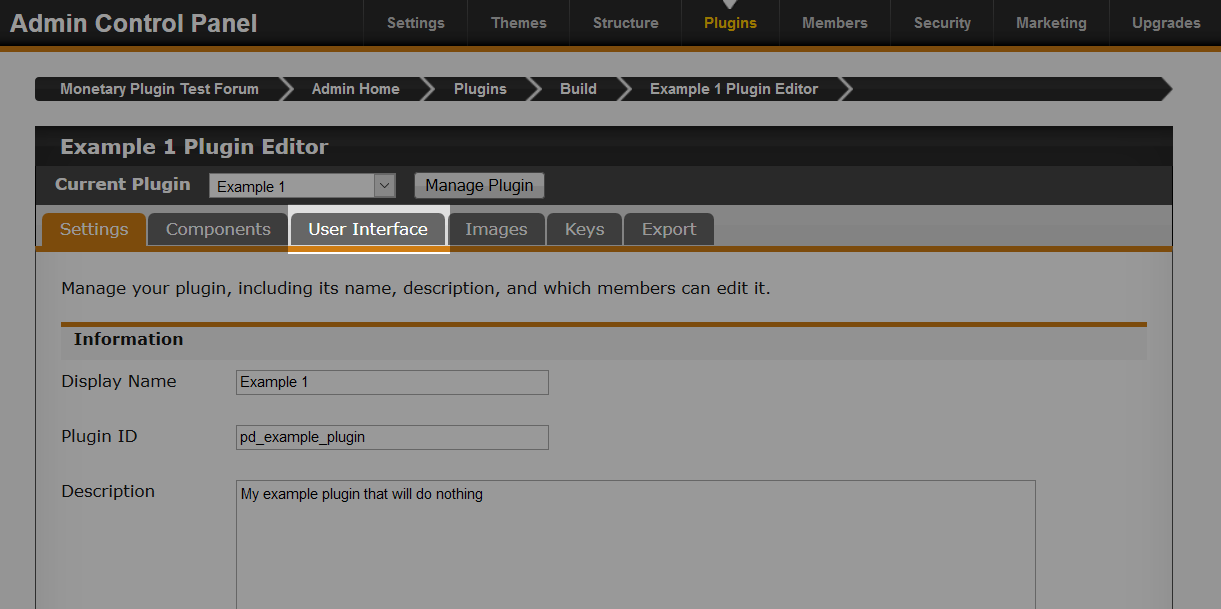 Admin Control Panel Settings Themes Structure Plugins Members Security Marketing Upgrades
Monetary Plugin Test Forum Admin Home Plugins Build Example 1 Plugin Editor
Example 1 Plugin Editor
Current Plugin Example 1 Manage Plugin
Settings Components User Interface Images Keys Export
Manage your plugin, including its name, description, and which members can edit it.
Information
Display Name Example 1
Plugin ID pd_example_plugin
Description My example plugin that will do nothing